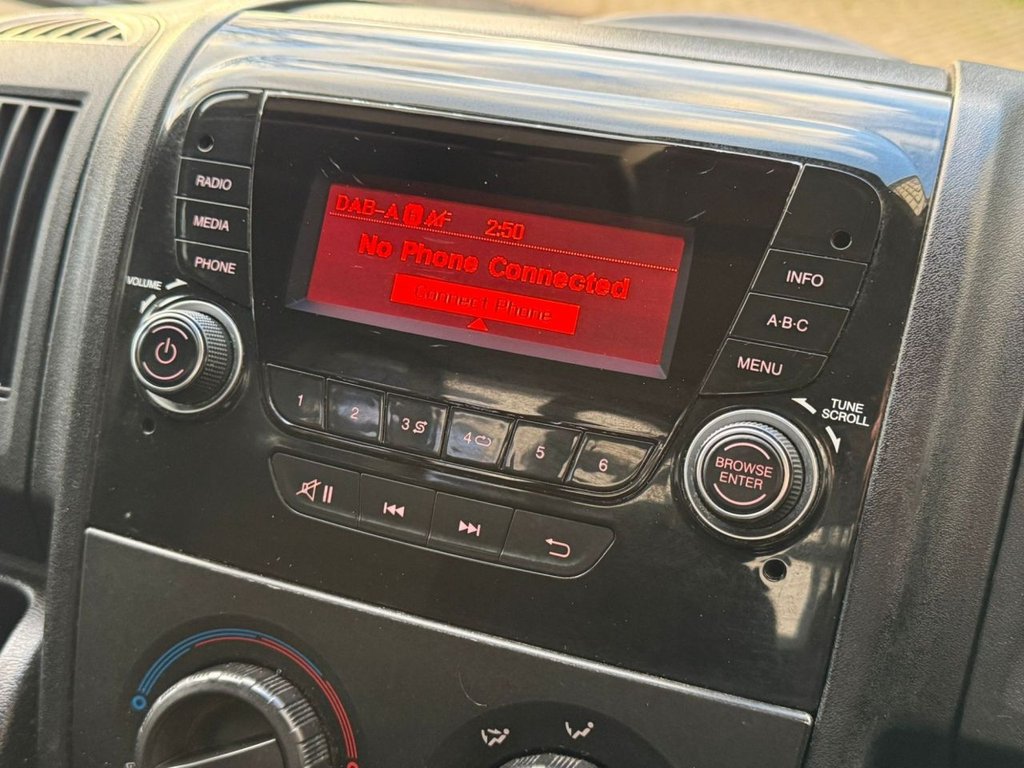 RADIO
MEDIA
PHONE
VOLUME
DAB-A AF 2:50
No Phone Connected
Connect Phone
INFO
A·B·C
MENU
TUNE
SCROLL
BROWSE
ENTER
1 2 3 4 5 6